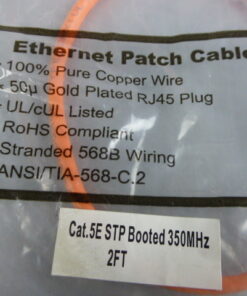 Ethernet Patch Cable
- 100% Pure Copper Wire
- 50µ Gold Plated RJ45 Plug
- UL/cUL Listed
RoHS Compliant
Stranded 568B Wiring
ANSI/TIA-568-C.2
Cat.5E STP Booted 350MHz
2FT